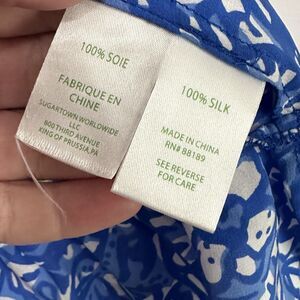 100% SOIE
FABRIQUE EN
CHINE
SUGARTOWN WORLDWIDE
LLC
800 THIRD AVENUE
KING OF PRUSSIA,PA
100% SILK
MADE IN CHINA
RN# 88189
SEE REVERSE
FOR CARE